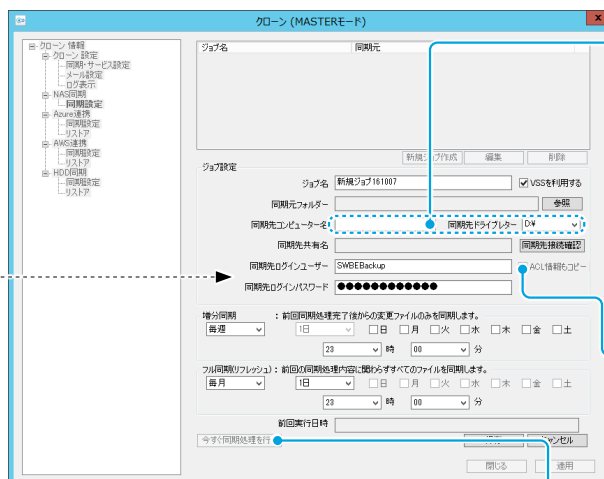 クローン (MASTERモード)
クローン 情報
クローン 設定
同期・サービス設定
メール設定
ログ表示
NAS同期
同期設定
Azure連携
同期設定
リストア
AWS連携
同期設定
リストア
HDD同期
同期設定
リストア
ジョブ名 同期元
新規ジョブ作成 編集 削除
ジョブ設定
ジョブ名 新規ジョブ161007 VSSを利用する
同期元フォルダー 参照
同期先コンピューター名 同期先ドライブレター D:¥
同期先共有名 同期先接続確認
同期先ログインユーザー SWBEBackup ACL情報もコピー
同期先ログインパスワード ●●●●●●●●●●●●
増分同期 : 前回同期処理完了後からの変更ファイルのみを同期します。
毎週 1日 日 月 火 水 木 金 土
23 時 00 分
フル同期(リフレッシュ) : 前回の同期処理内容に関わらずすべてのファイルを同期します。
毎月 1日 日 月 火 水 木 金 土
23 時 00 分
前回実行日時
今すぐ同期処理を行 キャンセル
閉じる 適用